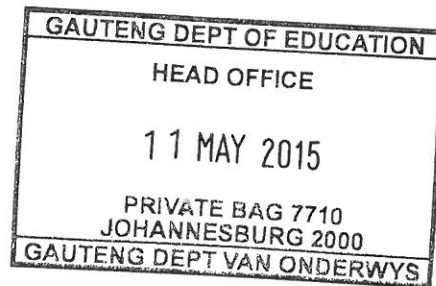 GAUTENG DEPT OF EDUCATION
HEAD OFFICE
11 MAY 2015
PRIVATE BAG 7710
JOHANNESBURG 2000
GAUTENG DEPT VAN ONDERWYS